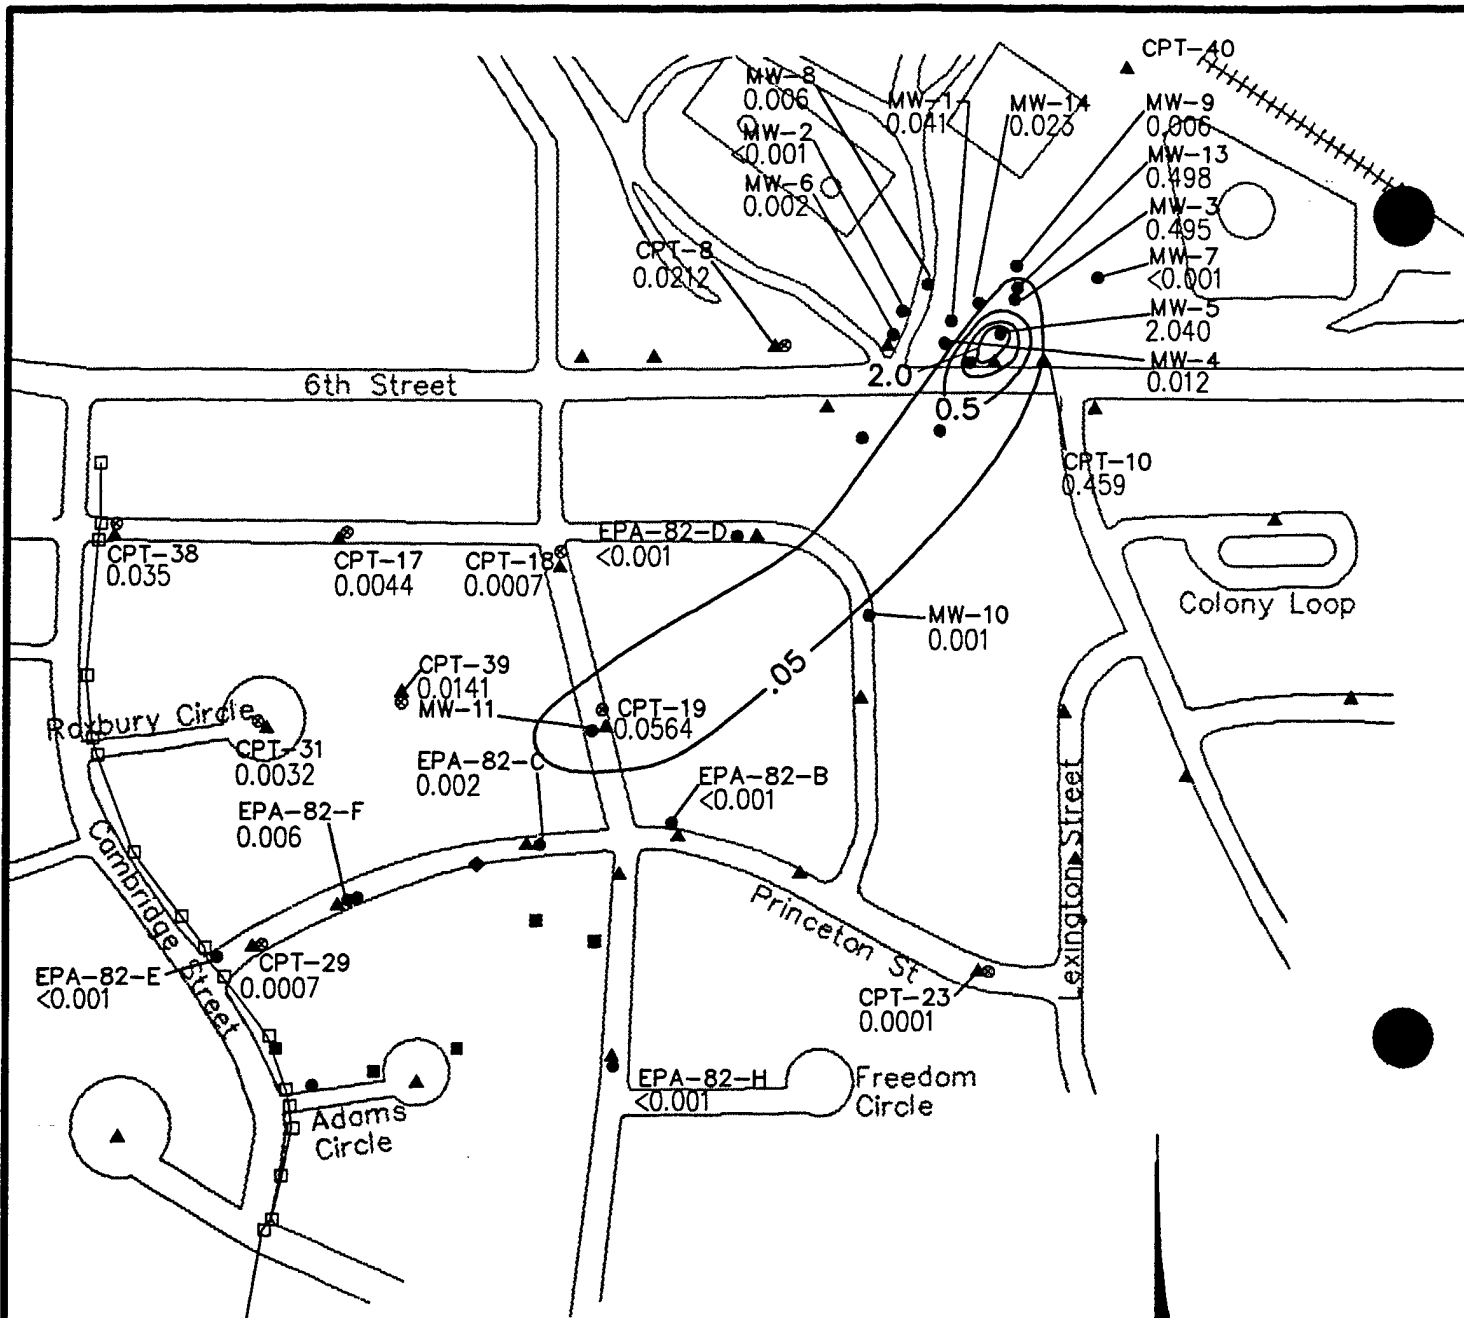 CPT-40
MW-8
0.006
MW-1
0.041
MW-14
0.023
MW-9
0.006
MW-2
<0.001
MW-13
0.498
MW-6
0.002
MW-3
0.495
CPT-8
0.0212
MW-7
<0.001
MW-5
2.040
MW-4
0.012
2.0
0.5
6th Street
CPT-10
0.459
CPT-38
0.035
CPT-17
0.0044
CPT-18
0.0007
EPA-82-D
<0.001
Colony Loop
MW-10
0.001
.05
CPT-39
0.0141
MW-11
CPT-19
0.0564
Roxbury Circle
CPT-31
0.0032
EPA-82-C
0.002
EPA-82-B
<0.001
EPA-82-F
0.006
Cambridge Street
Lexington Street
Princeton St
EPA-82-E
<0.001
CPT-29
0.0007
CPT-23
0.0001
EPA-82-H
<0.001
Freedom
Circle
Adams
Circle